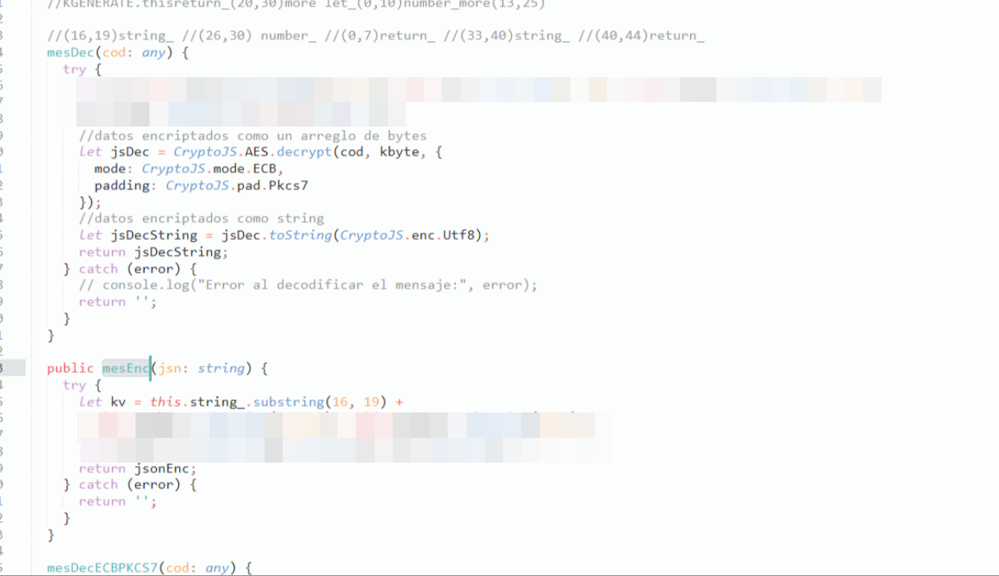 //KGENERATE.thisreturn_(20,30)more let_(0,10)number_more(13,25)
//(16,19)string_ //(26,30) number_ //(0,7)return_ //(33,40)string_ //(40,44)return_
mesDec(cod: any) {
try {
//datos encriptados como un arreglo de bytes
let jsDec = CryptoJS.AES.decrypt(cod, kbyte, {
mode: CryptoJS.mode.ECB,
padding: CryptoJS.pad.Pkcs7
});
//datos encriptados como string
let jsDecString = jsDec.toString(CryptoJS.enc.Utf8);
return jsDecString;
} catch (error) {
// console.log("Error al decodificar el mensaje:", error);
return '';
}
}
public mesEnc(jsn: string) {
try {
let kv = this.string_.substring(16, 19) +
return jsonEnc;
} catch (error) {
return '';
}
}
mesDecECBPKCS7(cod: any) {